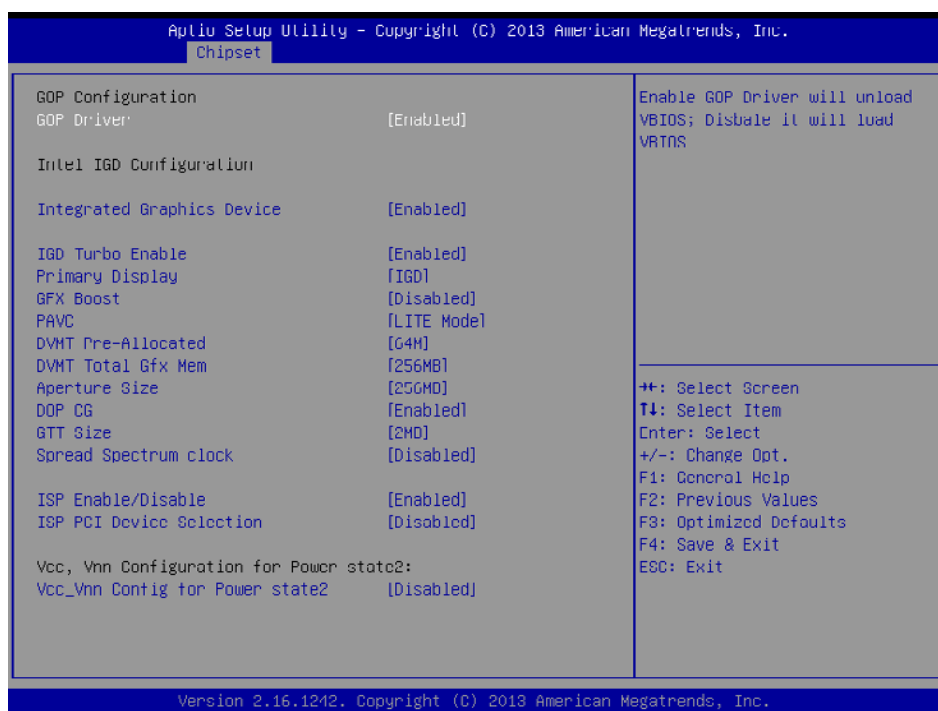 Aptio Setup Utility - Copyright (C) 2013 American Megatrends, Inc.
Chipset
GOP Configuration
GOP Driver [Enabled]
Intel IGD Configuration
Integrated Graphics Device [Enabled]
IGD Turbo Enable [Enabled]
Primary Display [IGD]
GFX Boost [Disabled]
PAVC [LITE Mode]
DVMT Pre-Allocated [64M]
DVMT Total Gfx Mem [256MB]
Aperture Size [256MB]
DOP CG [Enabled]
GTT Size [2MB]
Spread Spectrum clock [Disabled]
ISP Enable/Disable [Enabled]
ISP PCI Device Selection [Disabled]
Vcc, Vnn Configuration for Power state2:
Vcc_Vnn Config for Power state2 [Disabled]
Enable GOP Driver will unload
VBIOS; Disbale it will load
VBIOS
→←: Select Screen
↑↓: Select Item
Enter: Select
+/-: Change Opt.
F1: General Help
F2: Previous Values
F3: Optimized Defaults
F4: Save & Exit
ESC: Exit
Version 2.16.1242. Copyright (C) 2013 American Megatrends, Inc.